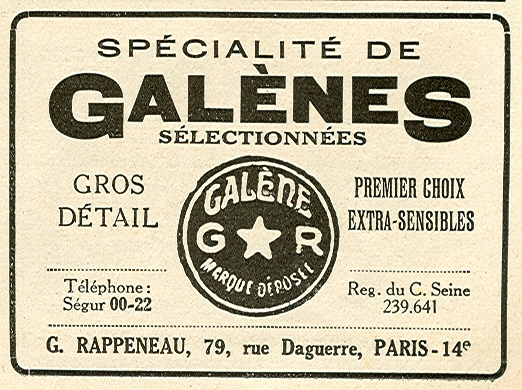 SPÉCIALITÉ DE
GALÈNES
SÉLECTIONNÉES
GROS
DÉTAIL
GALÈNE
G R
MARQUE DÉPOSÉE
PREMIER CHOIX
EXTRA-SENSIBLES
Téléphone :
Ségur 00-22
Reg. du C. Seine
239.641
G. RAPPENEAU, 79, rue Daguerre, PARIS-14e